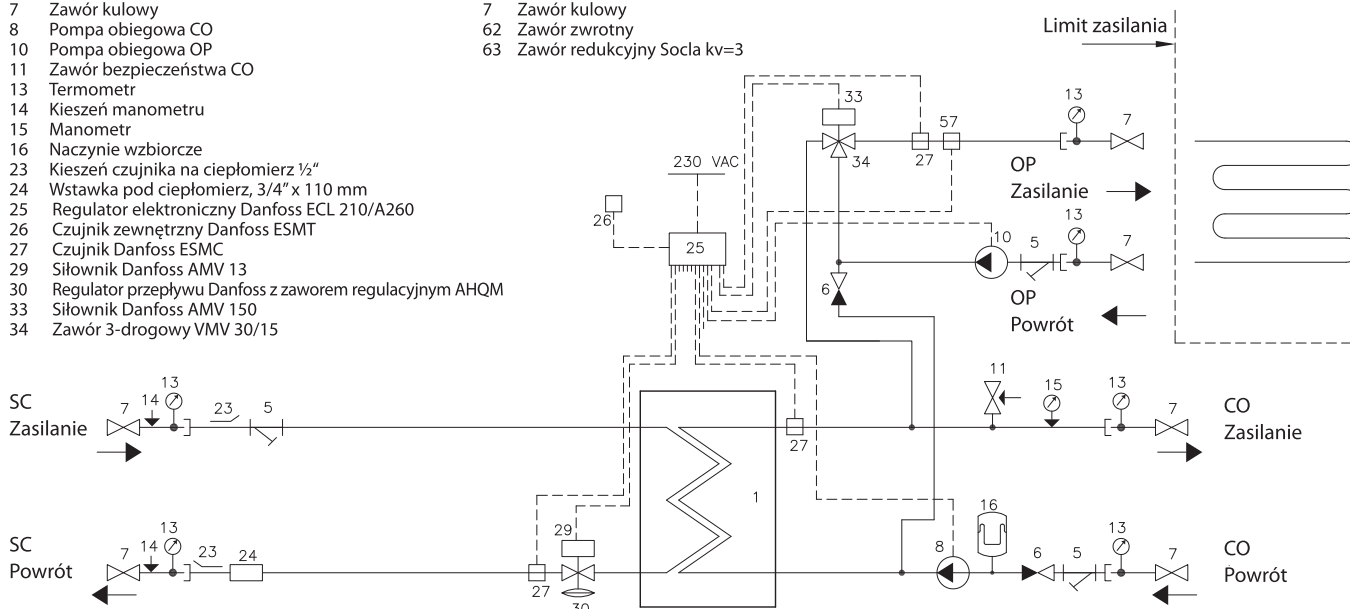 7 Zawór kulowy
8 Pompa obiegowa CO
10 Pompa obiegowa OP
11 Zawór bezpieczeństwa CO
13 Termometr
14 Kieszeń manometru
15 Manometr
16 Naczynie wzbiorcze
23 Kieszeń czujnika na ciepłomierz ½“
24 Wstawka pod ciepłomierz, 3/4” x 110 mm
25 Regulator elektroniczny Danfoss ECL 210/A260
26 Czujnik zewnętrzny Danfoss ESMT
27 Czujnik Danfoss ESMC
29 Siłownik Danfoss AMV 13
30 Regulator przepływu Danfoss z zaworem regulacyjnym AHQM
33 Siłownik Danfoss AMV 150
34 Zawór 3-drogowy VMV 30/15
7 Zawór kulowy
62 Zawór zwrotny
63 Zawór redukcyjny Socla kv=3
Limit zasilania
33
13
7
57
27
34
OP
Zasilanie
230 VAC
26
25
13
10
5
7
6
OP
Powrót
SC
Zasilanie
7
14
13
23
5
27
11
15
13
7
CO
Zasilanie
1
SC
Powrót
7
14
13
23
24
27
29
30
8
16
6
5
13
7
CO
Powrót